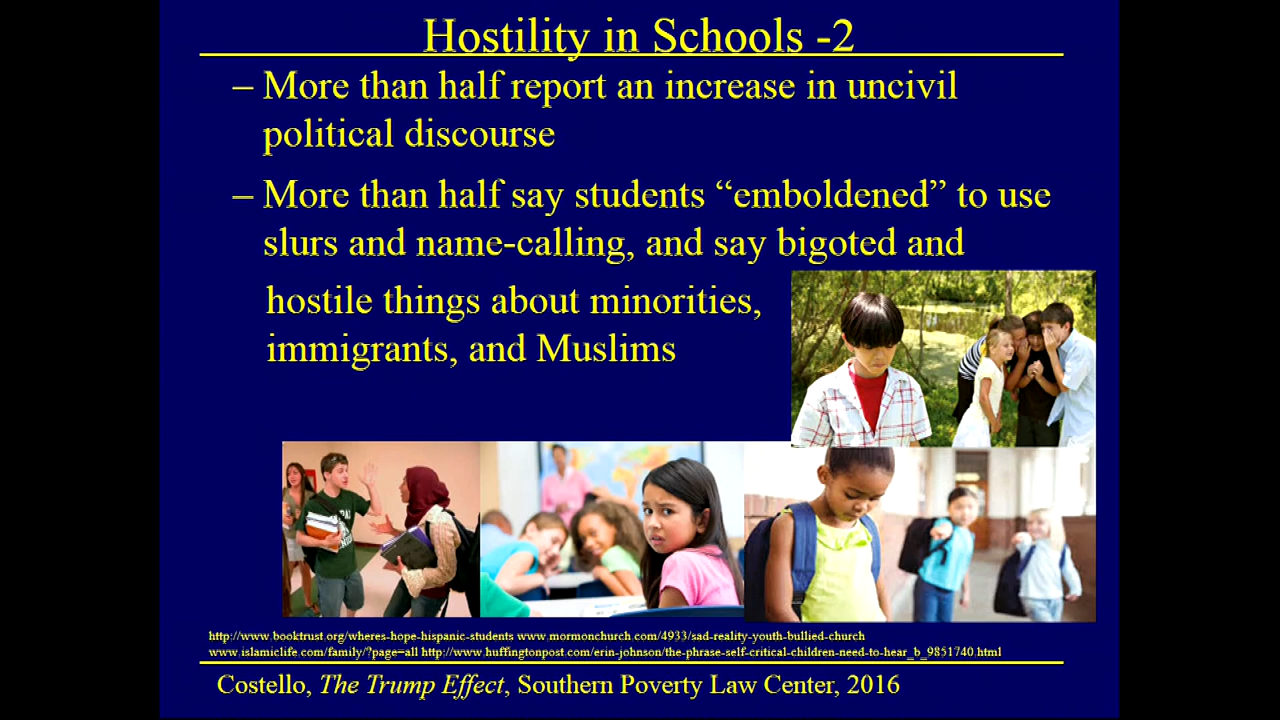 Hostility in Schools -2
– More than half report an increase in uncivil
political discourse
– More than half say students “emboldened” to use
slurs and name-calling, and say bigoted and
hostile things about minorities,
immigrants, and Muslims
http://www.booktrust.org/wheres-hope-hispanic-students www.mormonchurch.com/4933/sad-reality-youth-bullied-church
www.islamiclife.com/family/?page=all http://www.huffingtonpost.com/erin-johnson/the-phrase-self-critical-children-need-to-hear_b_9851740.html
Costello, The Trump Effect, Southern Poverty Law Center, 2016